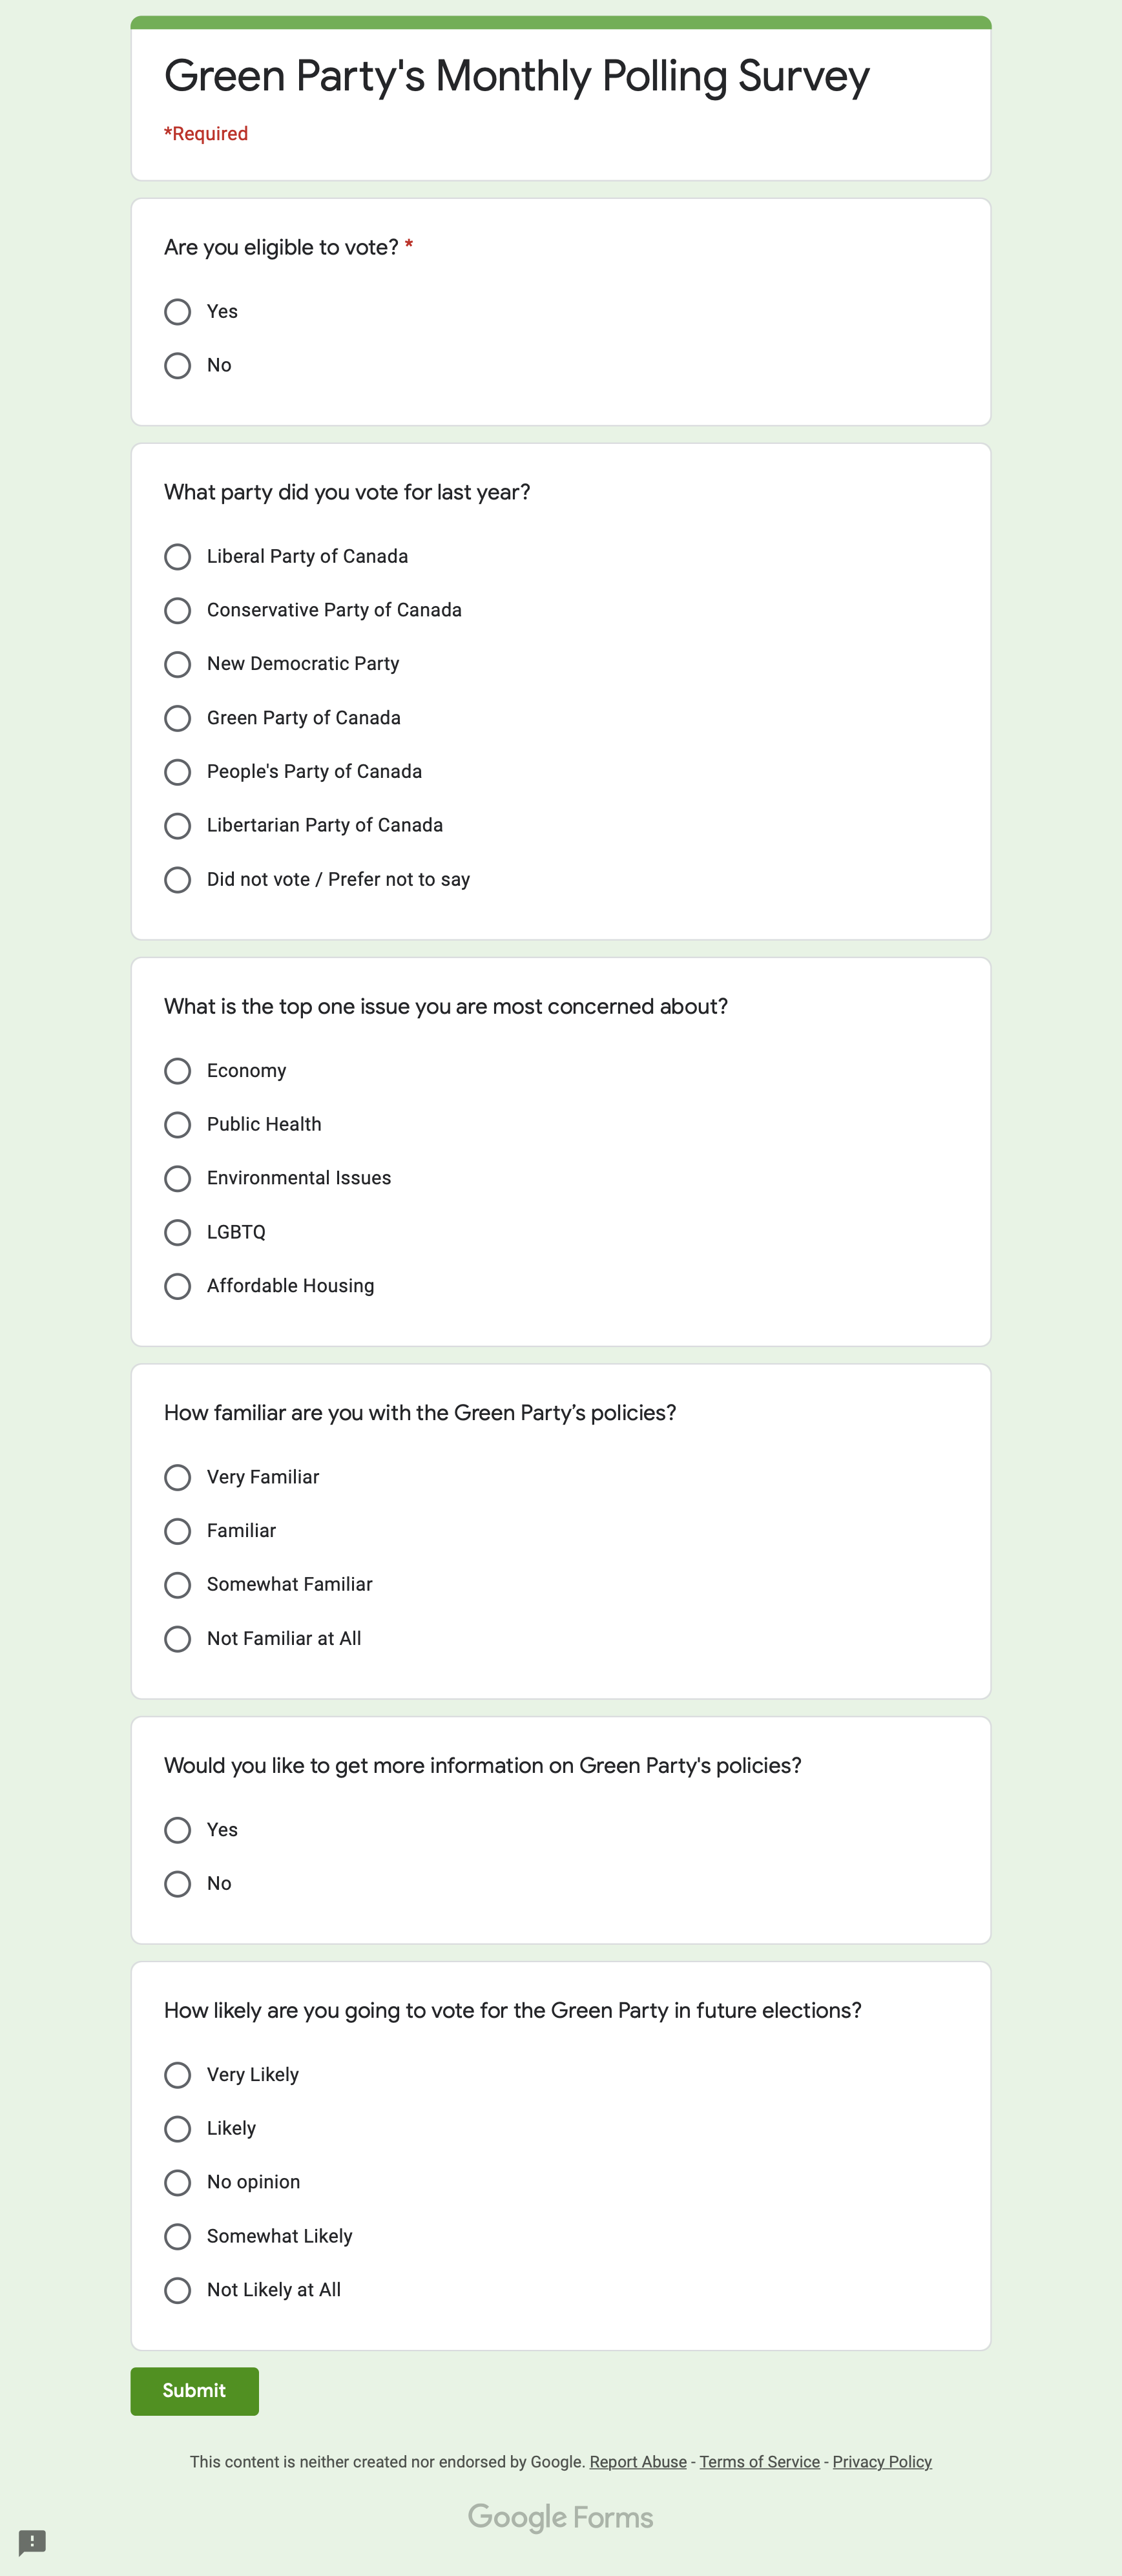 Green Party's Monthly Polling Survey
*Required
Are you eligible to vote? *
Yes
No
What party did you vote for last year?
Liberal Party of Canada
Conservative Party of Canada
New Democratic Party
Green Party of Canada
People's Party of Canada
Libertarian Party of Canada
Did not vote / Prefer not to say
What is the top one issue you are most concerned about?
Economy
Public Health
Environmental Issues
LGBTQ
Affordable Housing
How familiar are you with the Green Party’s policies?
Very Familiar
Familiar
Somewhat Familiar
Not Familiar at All
Would you like to get more information on Green Party's policies?
Yes
No
How likely are you going to vote for the Green Party in future elections?
Very Likely
Likely
No opinion
Somewhat Likely
Not Likely at All
Submit
This content is neither created nor endorsed by Google. Report Abuse - Terms of Service - Privacy Policy
Google Forms